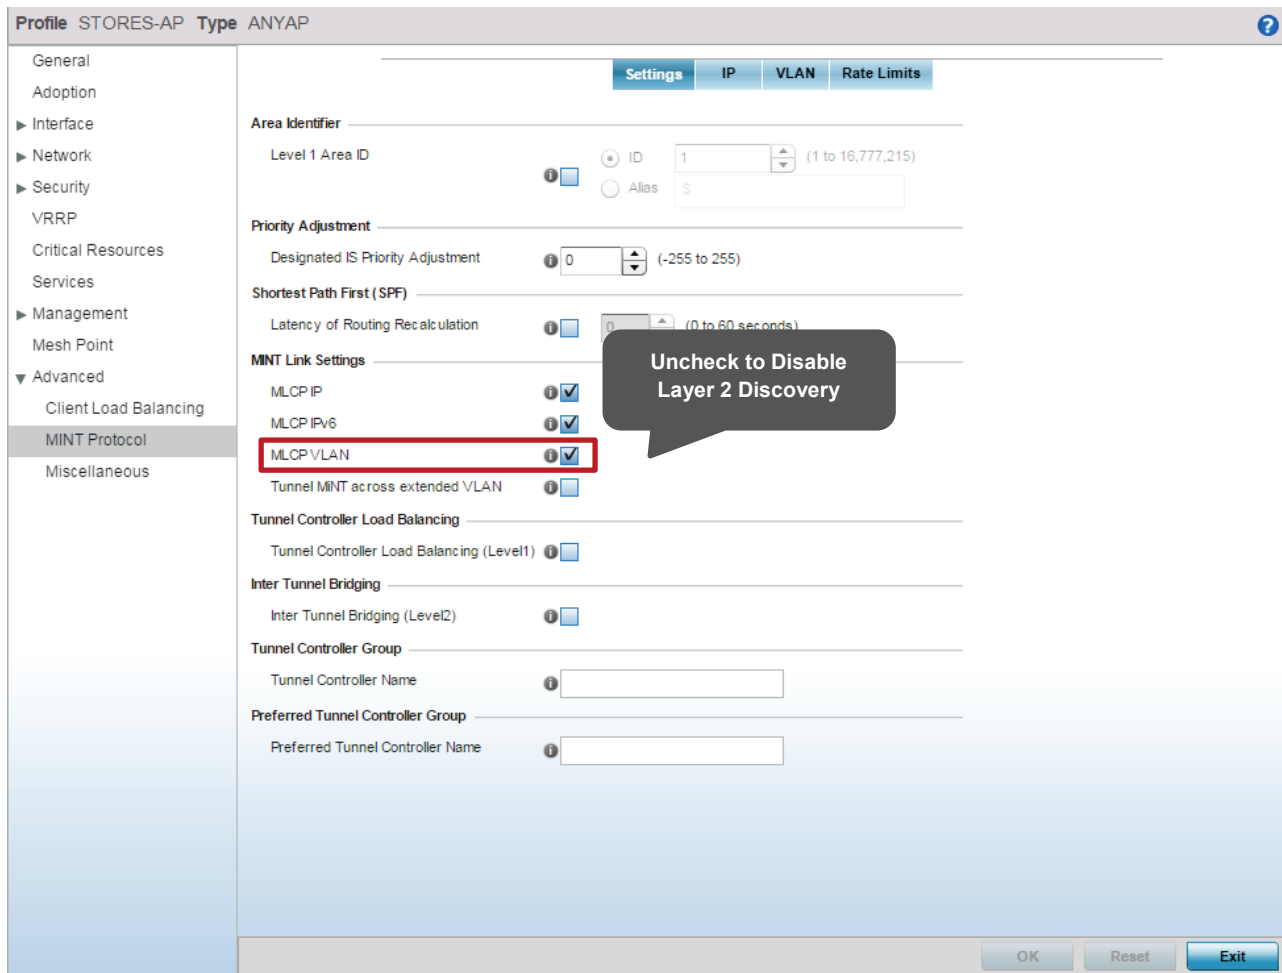 Profile STORES-AP Type ANYAP
General
Adoption
Interface
Network
Security
VRRP
Critical Resources
Services
Management
Mesh Point
Advanced
Client Load Balancing
MINT Protocol
Miscellaneous
Settings IP VLAN Rate Limits
Area Identifier
Level 1 Area ID
ID 1 (1 to 16,777,215)
Alias $
Priority Adjustment
Designated IS Priority Adjustment 0 (-255 to 255)
Shortest Path First (SPF)
Latency of Routing Recalculation 0 (0 to 60 seconds)
MINT Link Settings
MLCP IP
MLCP IPv6
MLCP VLAN
Tunnel MiNT across extended VLAN
Uncheck to Disable
Layer 2 Discovery
Tunnel Controller Load Balancing
Tunnel Controller Load Balancing (Level1)
Inter Tunnel Bridging
Inter Tunnel Bridging (Level2)
Tunnel Controller Group
Tunnel Controller Name
Preferred Tunnel Controller Group
Preferred Tunnel Controller Name
OK Reset Exit